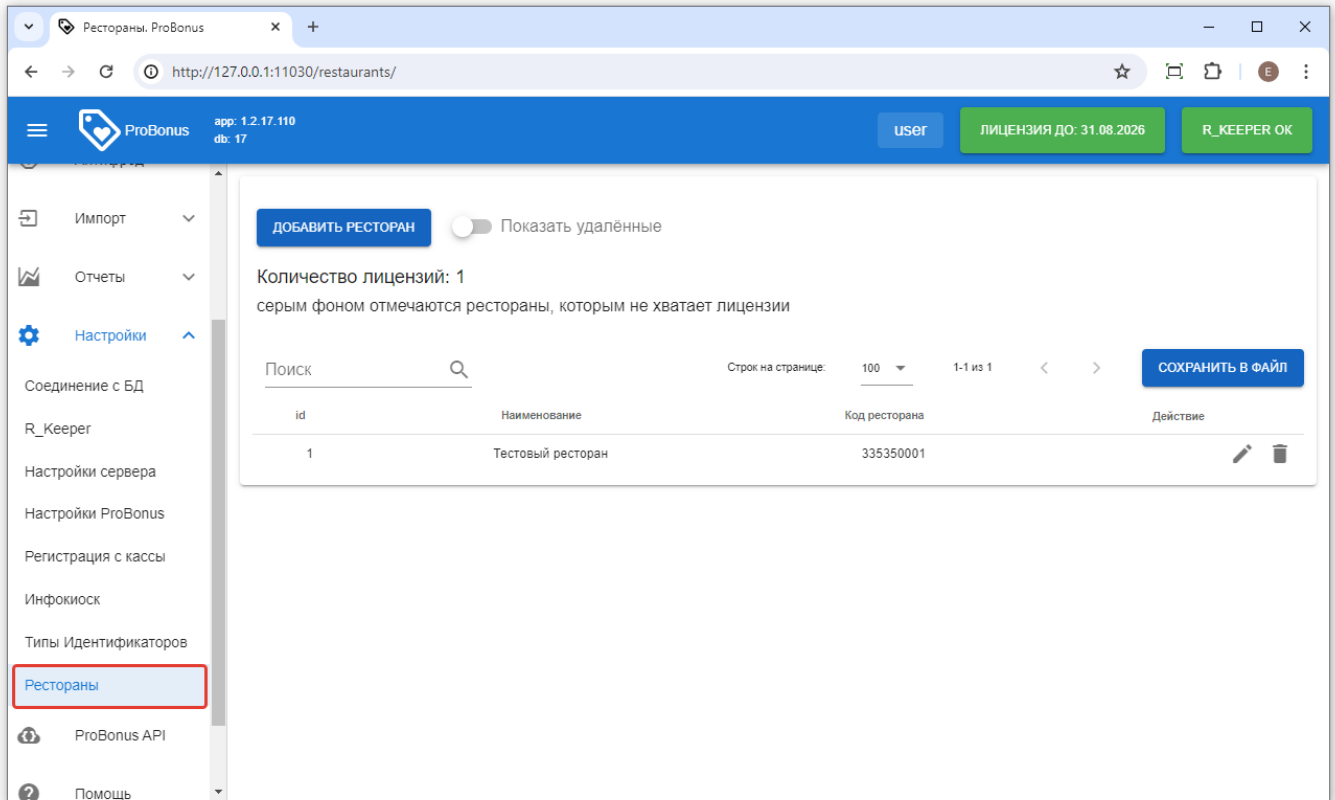 Рестораны. ProBonus
http://127.0.0.1:11030/restaurants/
E
ProBonus
app: 1.2.17.110
db: 17
user
ЛИЦЕНЗИЯ ДО: 31.08.2026
R_KEEPER OK
Импорт
Отчеты
Настройки
Соединение с БД
R_Keeper
Настройки сервера
Настройки ProBonus
Регистрация с кассы
Инфокиоск
Типы Идентификаторов
Рестораны
ProBonus API
Помощь
ДОБАВИТЬ РЕСТОРАН
Показать удалённые
Количество лицензий: 1
серым фоном отмечаются рестораны, которым не хватает лицензии
Поиск
Строк на странице: 100 1-1 из 1
СОХРАНИТЬ В ФАЙЛ
id Наименование Код ресторана Действие
1 Тестовый ресторан 335350001